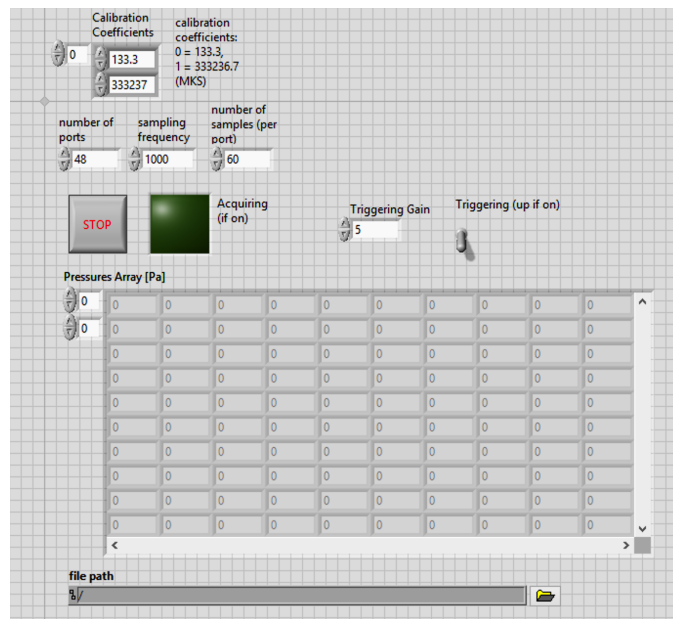 Calibration
Coefficients
calibration
coefficients:
0 = 133.3,
1 = 333236.7
(MKS)
0
133.3
333237
number of
ports
sampling
frequency
number of
samples (per
port)
48
1000
60
STOP
Acquiring
(if on)
Triggering Gain
5
Triggering (up if on)
Pressures Array [Pa]
0
0
0 0 0 0 0 0 0 0 0 0
0 0 0 0 0 0 0 0 0 0
0 0 0 0 0 0 0 0 0 0
0 0 0 0 0 0 0 0 0 0
0 0 0 0 0 0 0 0 0 0
0 0 0 0 0 0 0 0 0 0
0 0 0 0 0 0 0 0 0 0
0 0 0 0 0 0 0 0 0 0
0 0 0 0 0 0 0 0 0 0
0 0 0 0 0 0 0 0 0 0
file path
/